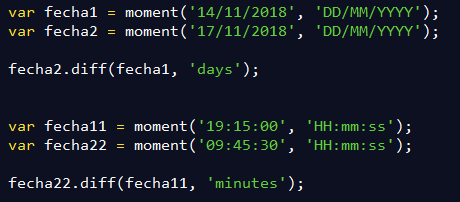 var fecha1 = moment('14/11/2018', 'DD/MM/YYYY');
var fecha2 = moment('17/11/2018', 'DD/MM/YYYY');
fecha2.diff(fecha1, 'days');
var fecha11 = moment('19:15:00', 'HH:mm:ss');
var fecha22 = moment('09:45:30', 'HH:mm:ss');
fecha22.diff(fecha11, 'minutes');